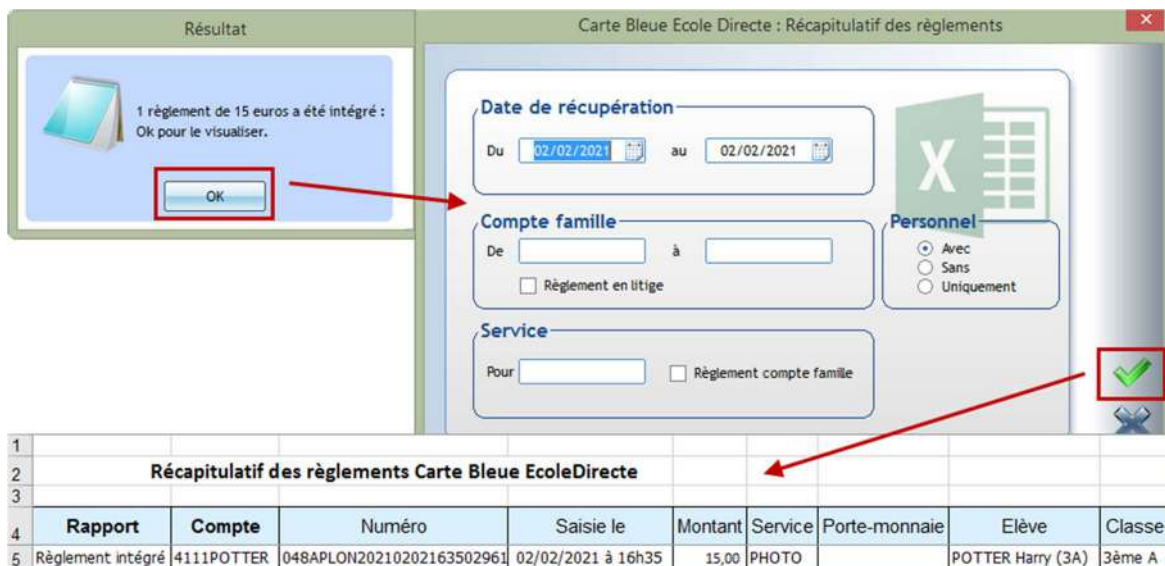 Résultat
1 règlement de 15 euros a été intégré :
Ok pour le visualiser.
OK
Carte Bleue Ecole Directe : Récapitulatif des règlements
Date de récupération
Du 02/02/2021 au 02/02/2021
Compte famille
De à
Règlement en litige
Personnel
Avec
Sans
Uniquement
Service
Pour Règlement compte famille
X
1
2 Récapitulatif des règlements Carte Bleue EcoleDirecte
3
4 Rapport Compte Numéro Saisie le Montant Service Porte-monnaie Elève Classe
5 Règlement intégré 4111POTTER 048APLON20210202163502961 02/02/2021 à 16h35 15,00 PHOTO POTTER Harry (3A) 3ème A